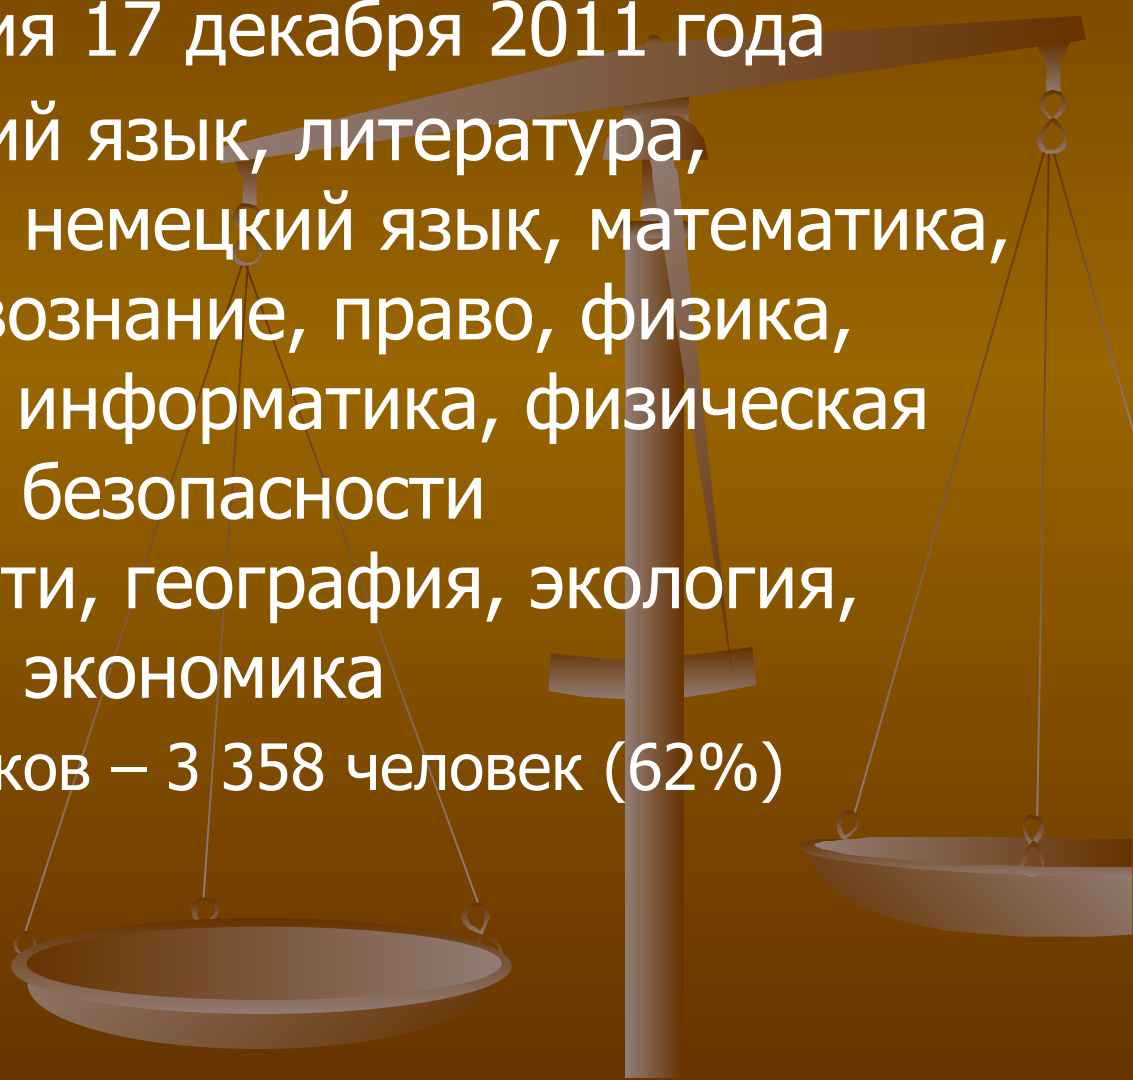 ия 17 декабря 2011 года
ий язык, литература,
немецкий язык, математика,
вознание, право, физика,
информатика, физическая
безопасности
ти, география, экология,
экономика
ков – 3 358 человек (62%)